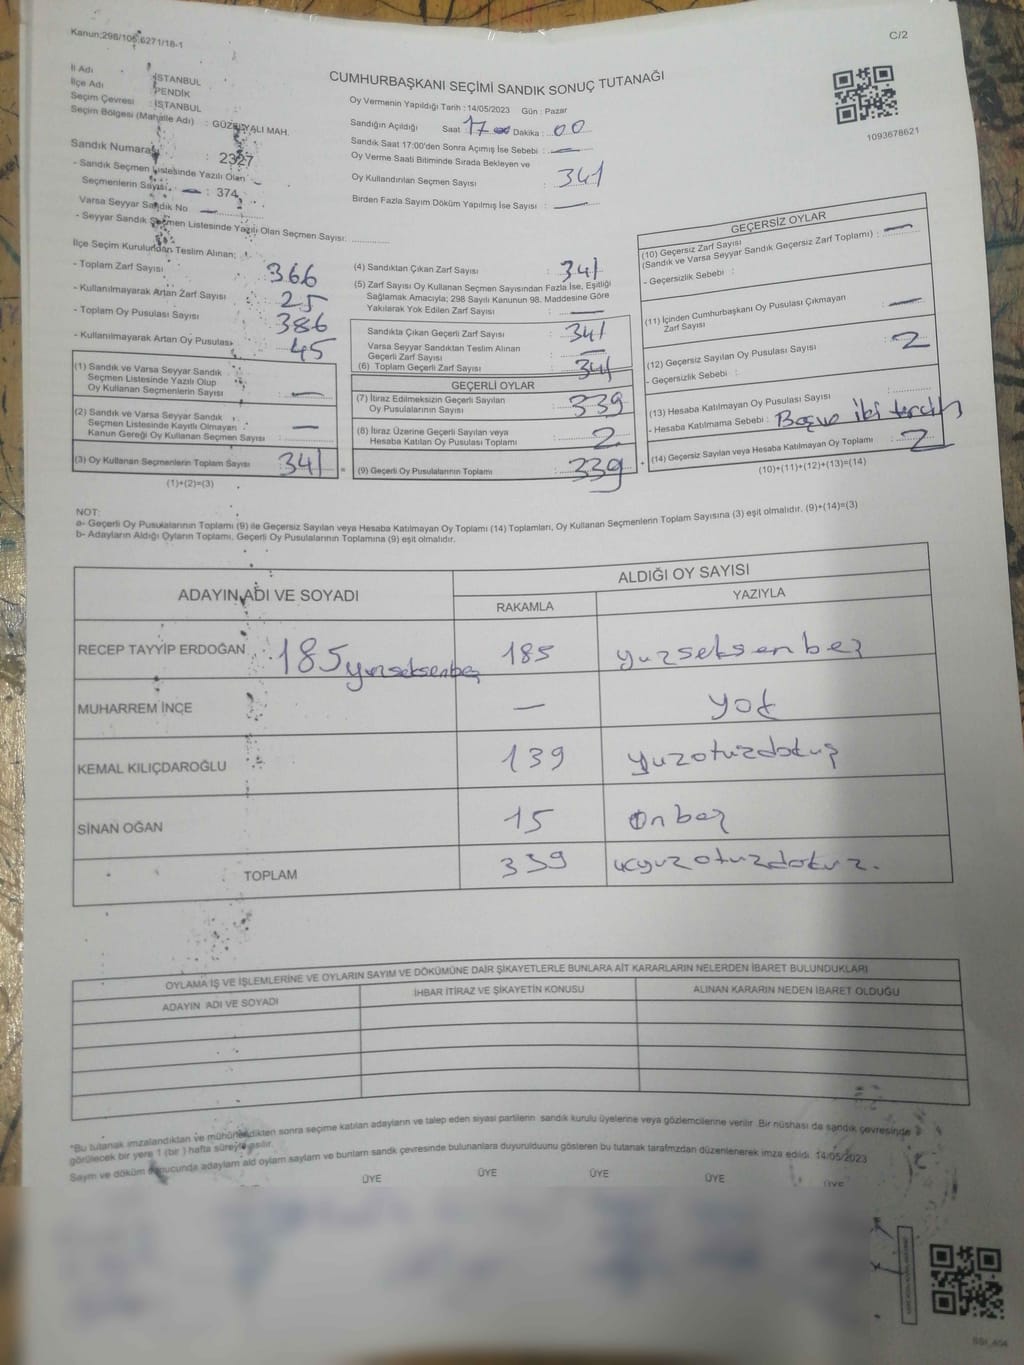 Kanun;298/105,6271/18-1
C/2
CUMHURBAŞKANI SEÇİMİ SANDIK SONUÇ TUTANAĞI
İl Adı : İSTANBUL
İlçe Adı : PENDİK
Seçim Çevresi : İSTANBUL
Seçim Bölgesi (Mahalle Adı) : GÜZELYALI MAH.
Sandık Numarası : 2327
- Sandık Seçmen Listesinde Yazılı Olan
Seçmenlerin Sayısı : 374
Varsa Seyyar Sandık No —
- Seyyar Sandık Seçmen Listesinde Yazılı Olan Seçmen Sayısı: ..............
Oy Vermenin Yapıldığı Tarih : 14/05/2023 Gün : Pazar
Sandığın Açıldığı Saat 17 Dakika : 00
Sandık Saat 17:00'den Sonra Açımış İse Sebebi : —
Oy Verme Saati Bitiminde Sırada Bekleyen ve
Oy Kullandırılan Seçmen Sayısı : 341
Birden Fazla Sayım Döküm Yapılmış İse Sayısı : —
1093678621
İlçe Seçim Kurulundan Teslim Alınan;
- Toplam Zarf Sayısı 366
- Kullanılmayarak Artan Zarf Sayısı 25
- Toplam Oy Pusulası Sayısı 386
- Kullanılmayarak Artan Oy Pusulası 45
(1) Sandık ve Varsa Seyyar Sandık
Seçmen Listesinde Yazılı Olup
Oy Kullanan Seçmenlerin Sayısı : —
(2) Sandık ve Varsa Seyyar Sandık
Seçmen Listesinde Kayıtlı Olmayan
Kanun Gereği Oy Kullanan Seçmen Sayısı : —
(3) Oy Kullanan Seçmenlerin Toplam Sayısı 341
(1)+(2)=(3)
(4) Sandıktan Çıkan Zarf Sayısı : 341
(5) Zarf Sayısı Oy Kullanan Seçmen Sayısından Fazla İse, Eşitliği
Sağlamak Amacıyla; 298 Sayılı Kanunun 98. Maddesine Göre
Yakılarak Yok Edilen Zarf Sayısı : —
Sandıkta Çıkan Geçerli Zarf Sayısı : 341
Varsa Seyyar Sandıktan Teslim Alınan
Geçerli Zarf Sayısı : —
(6) Toplam Geçerli Zarf Sayısı : 341
GEÇERLİ OYLAR
(7) İtiraz Edilmeksizin Geçerli Sayılan
Oy Pusulalarının Sayısı : 339
(8) İtiraz Üzerine Geçerli Sayılan veya
Hesaba Katılan Oy Pusulası Toplamı : 2
(9) Geçerli Oy Pusulalarının Toplamı : 339
GEÇERSİZ OYLAR
(10) Geçersiz Zarf Sayısı
(Sandık ve Varsa Seyyar Sandık Geçersiz Zarf Toplamı) : —
- Geçersizlik Sebebi :
(11) İçinden Cumhurbaşkanı Oy Pusulası Çıkmayan
Zarf Sayısı : —
(12) Geçersiz Sayılan Oy Pusulası Sayısı : 2
- Geçersizlik Sebebi :
(13) Hesaba Katılmayan Oy Pusulası Sayısı : ..............
- Hesaba Katılmama Sebebi : Boşve iki tercih
(14) Geçersiz Sayılan veya Hesaba Katılmayan Oy Toplamı : 2
(10)+(11)+(12)+(13)=(14)
NOT:
a- Geçerli Oy Pusulalarının Toplamı (9) ile Geçersiz Sayılan veya Hesaba Katılmayan Oy Toplamı (14) Toplamları, Oy Kullanan Seçmenlerin Toplam Sayısına (3) eşit olmalıdır. (9)+(14)=(3)
b- Adayların Aldığı Oyların Toplamı, Geçerli Oy Pusulalarının Toplamına (9) eşit olmalıdır.
ADAYIN ADI VE SOYADI
ALDIĞI OY SAYISI
RAKAMLA YAZIYLA
RECEP TAYYİP ERDOĞAN 185 yuzseksenbeş 185 yuzseksenbeş
MUHARREM İNCE — yok
KEMAL KILIÇDAROĞLU 139 yuzotuzdokuz
SİNAN OĞAN 15 onbeş
TOPLAM 339 ucyuzotuzdokuz.
OYLAMA İŞ VE İŞLEMLERİNE VE OYLARIN SAYIM VE DÖKÜMÜNE DAİR ŞİKAYETLERLE BUNLARA AİT KARARLARIN NELERDEN İBARET BULUNDUKLARI
ADAYIN ADI VE SOYADI İHBAR İTİRAZ VE ŞİKAYETİN KONUSU ALINAN KARARIN NEDEN İBARET OLDUĞU
"Bu tutanak imzalandıktan ve mühürlendikten sonra seçime katılan adayların ve talep eden siyasi partilerin sandık kurulu üyelerine veya gözlemcilerine verilir. Bir nüshası da sandık çevresinde
görülecek bir yere 1 (bir ) hafta süreyle asılır.
Sayım ve döküm sonucunda adayların ald oyların sayları ve bunların sandk çevresinde bulunanlara duyurulduunu gösteren bu tutanak tarafmzdan düzenlenerek imza edildi. 14/05/2023
ÜYE ÜYE ÜYE ÜYE ÜYE